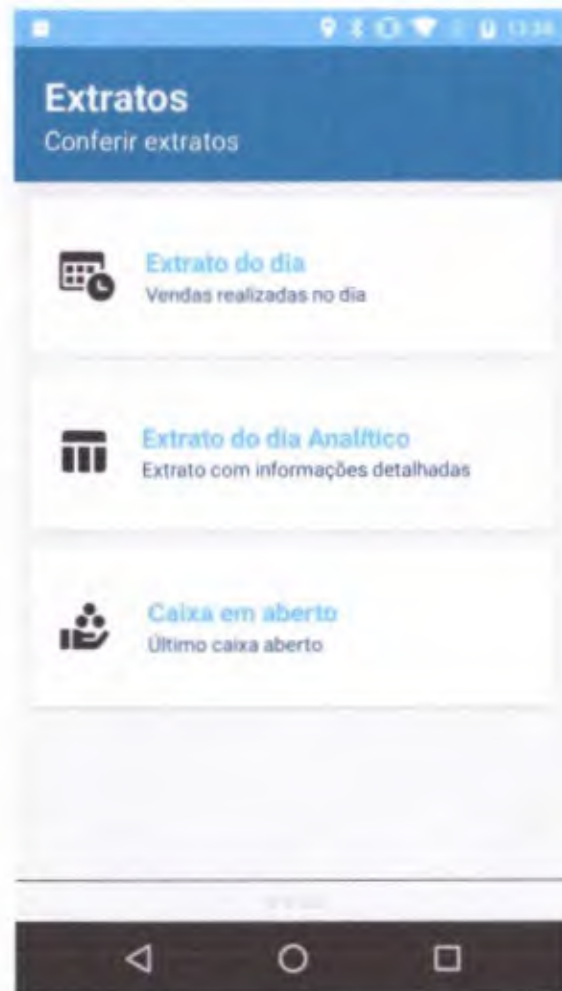 Extratos
Conferir extratos
Extrato do dia
Vendas realizadas no dia
Extrato do dia Analítico
Extrato com informações detalhadas
Caixa em aberto
Último caixa aberto